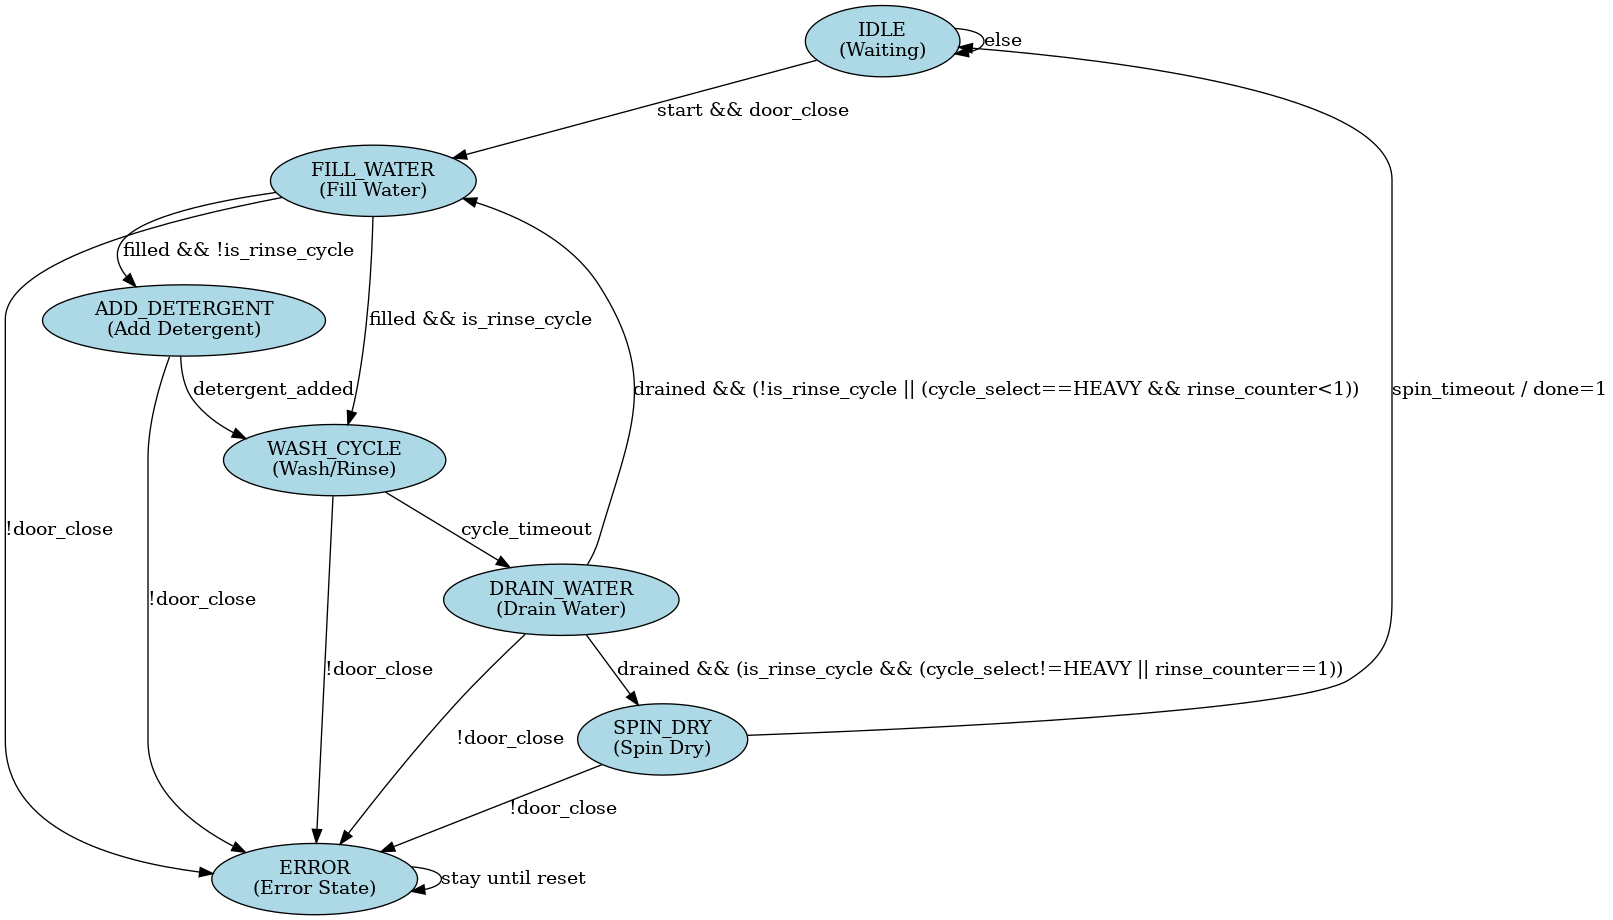 IDLE
(Waiting)
else
start && door_close
FILL_WATER
(Fill Water)
filled && !is_rinse_cycle
ADD_DETERGENT
(Add Detergent)
filled && is_rinse_cycle
detergent_added
drained && (!is_rinse_cycle || (cycle_select==HEAVY && rinse_counter<1))
spin_timeout / done=1
WASH_CYCLE
(Wash/Rinse)
!door_close
cycle_timeout
DRAIN_WATER
(Drain Water)
!door_close
!door_close
drained && (is_rinse_cycle && (cycle_select!=HEAVY || rinse_counter==1))
SPIN_DRY
(Spin Dry)
!door_close
!door_close
ERROR
(Error State)
stay until reset